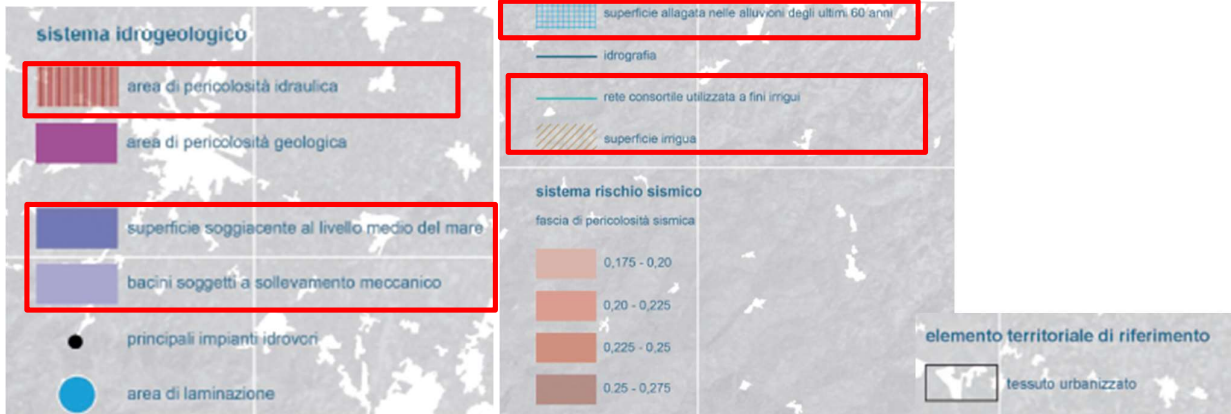 sistema idrogeologico
area di pericolosità idraulica
area di pericolosità geologica
superficie soggiacente al livello medio del mare
bacini soggetti a sollevamento meccanico
principali impianti idrovori
area di laminazione
superficie allagata nelle alluvioni degli ultimi 60 anni
idrografia
rete consortile utilizzata a fini irrigui
superficie irrigua
sistema rischio sismico
fascia di pericolosità sismica
0,175 - 0,20
0,20 - 0,225
0,225 - 0,25
0.25 - 0,275
elemento territoriale di riferimento
tessuto urbanizzato